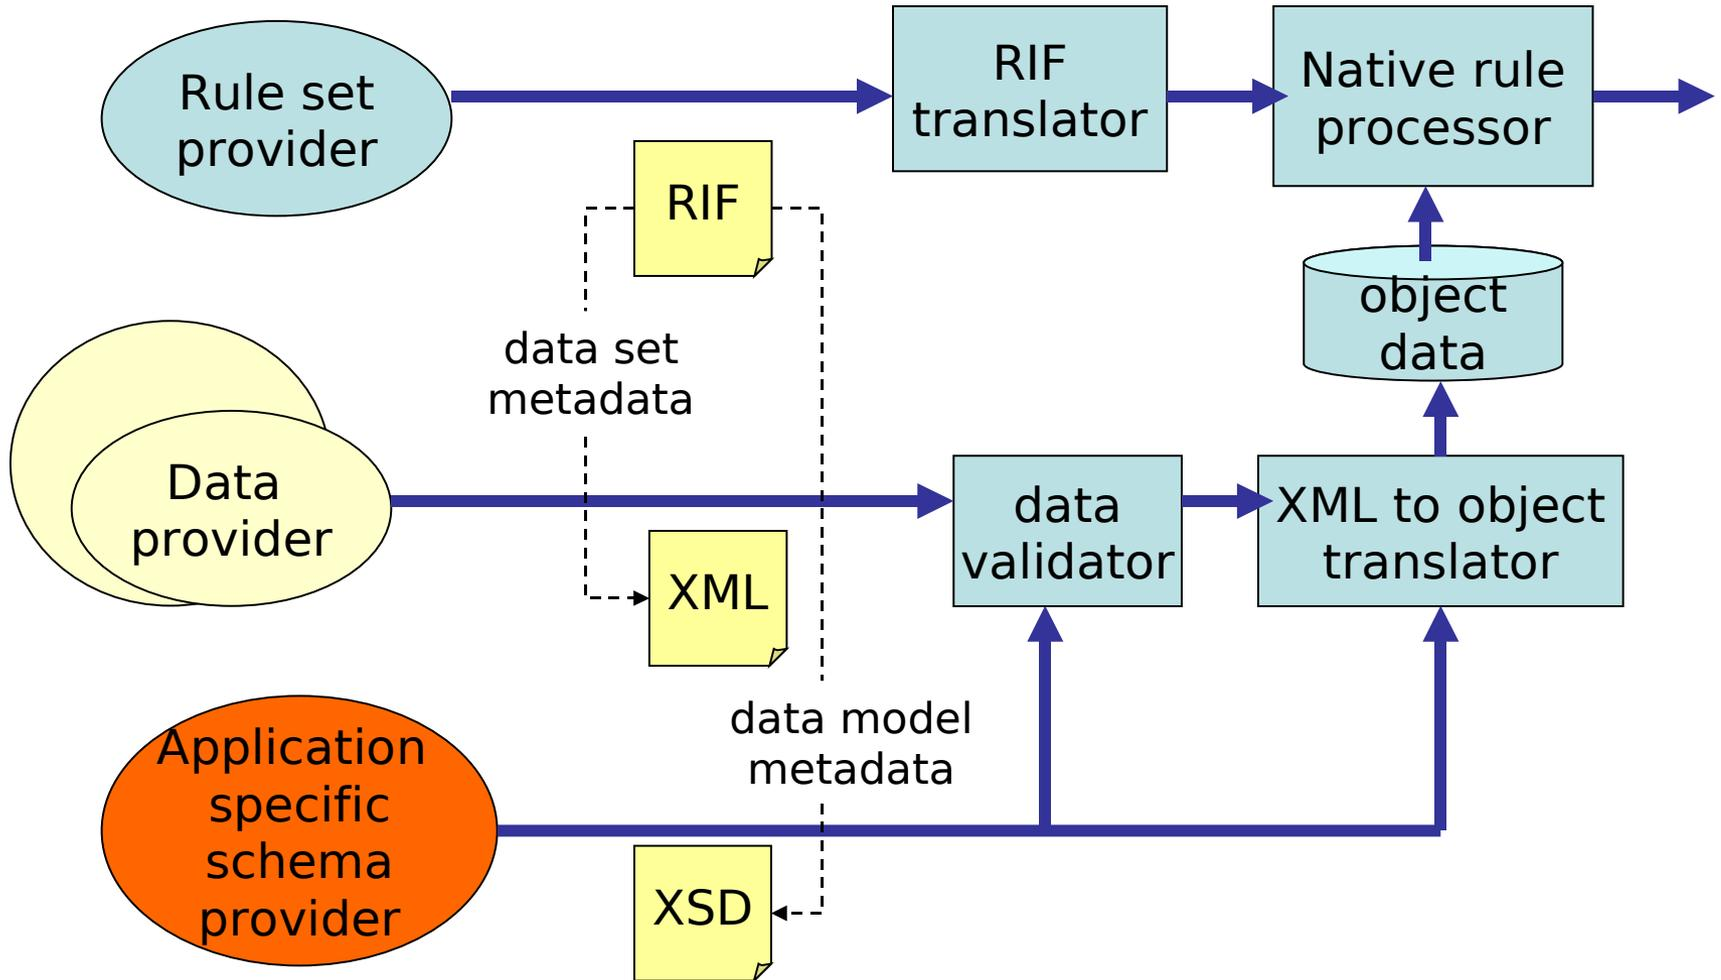 Rule set
provider
RIF
translator
Native rule
processor
RIF
object
data
data set
metadata
Data
provider
data
validator
XML to object
translator
XML
data model
metadata
Application
specific
schema
provider
XSD